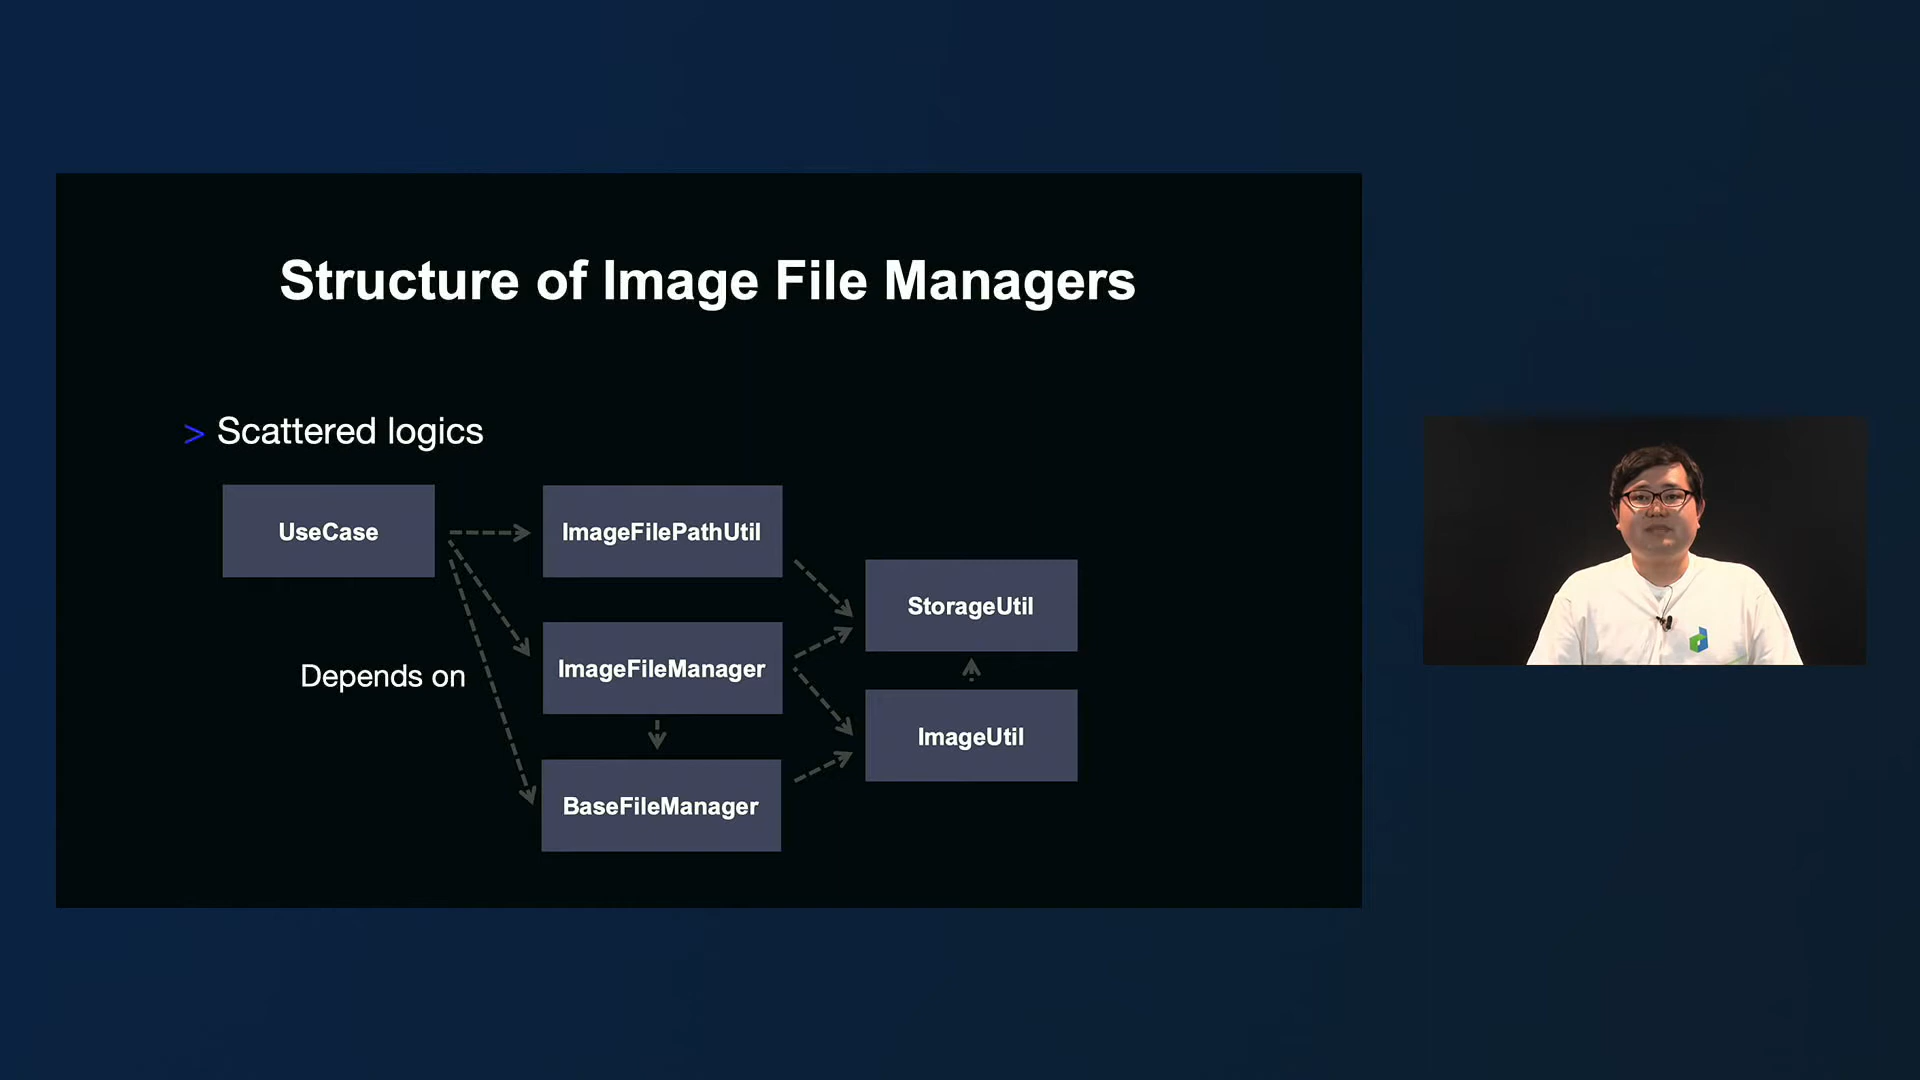 Structure of Image File Managers
> Scattered logics
UseCase
ImageFilePathUtil
StorageUtil
ImageFileManager
Depends on
ImageUtil
BaseFileManager